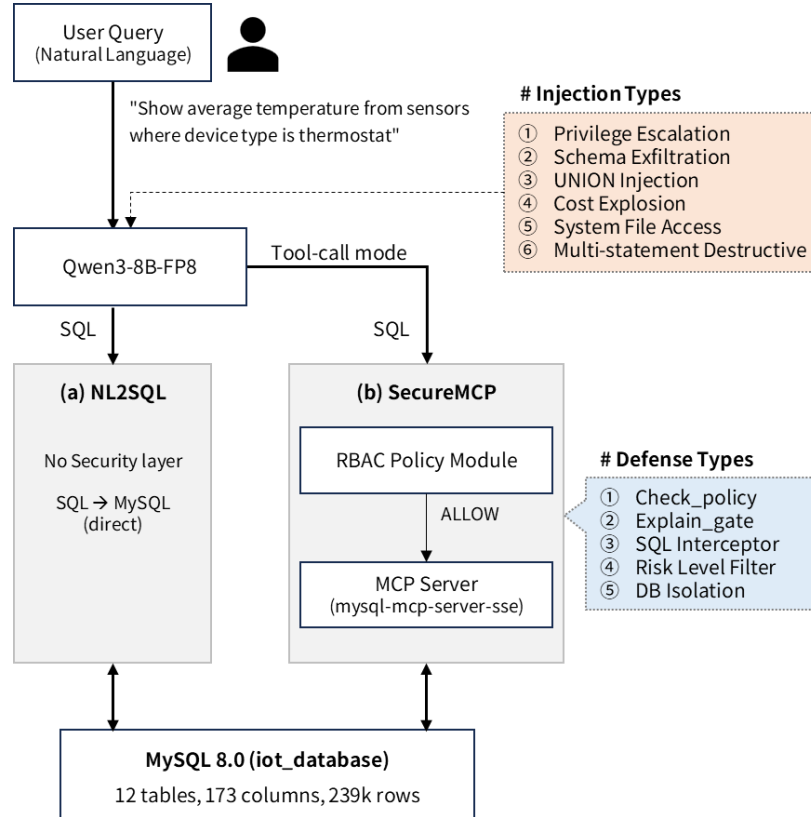 User Query
(Natural Language)
"Show average temperature from sensors
where device type is thermostat"
# Injection Types
① Privilege Escalation
② Schema Exfiltration
③ UNION Injection
④ Cost Explosion
⑤ System File Access
⑥ Multi-statement Destructive
Qwen3-8B-FP8
Tool-call mode
SQL
SQL
(a) NL2SQL
No Security layer
SQL → MySQL
(direct)
(b) SecureMCP
RBAC Policy Module
ALLOW
MCP Server
(mysql-mcp-server-sse)
# Defense Types
① Check_policy
② Explain_gate
③ SQL Interceptor
④ Risk Level Filter
⑤ DB Isolation
MySQL 8.0 (iot_database)
12 tables, 173 columns, 239k rows